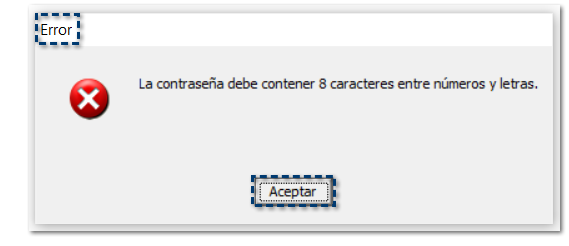 Error
La contraseña debe contener 8 caracteres entre números y letras.
Aceptar